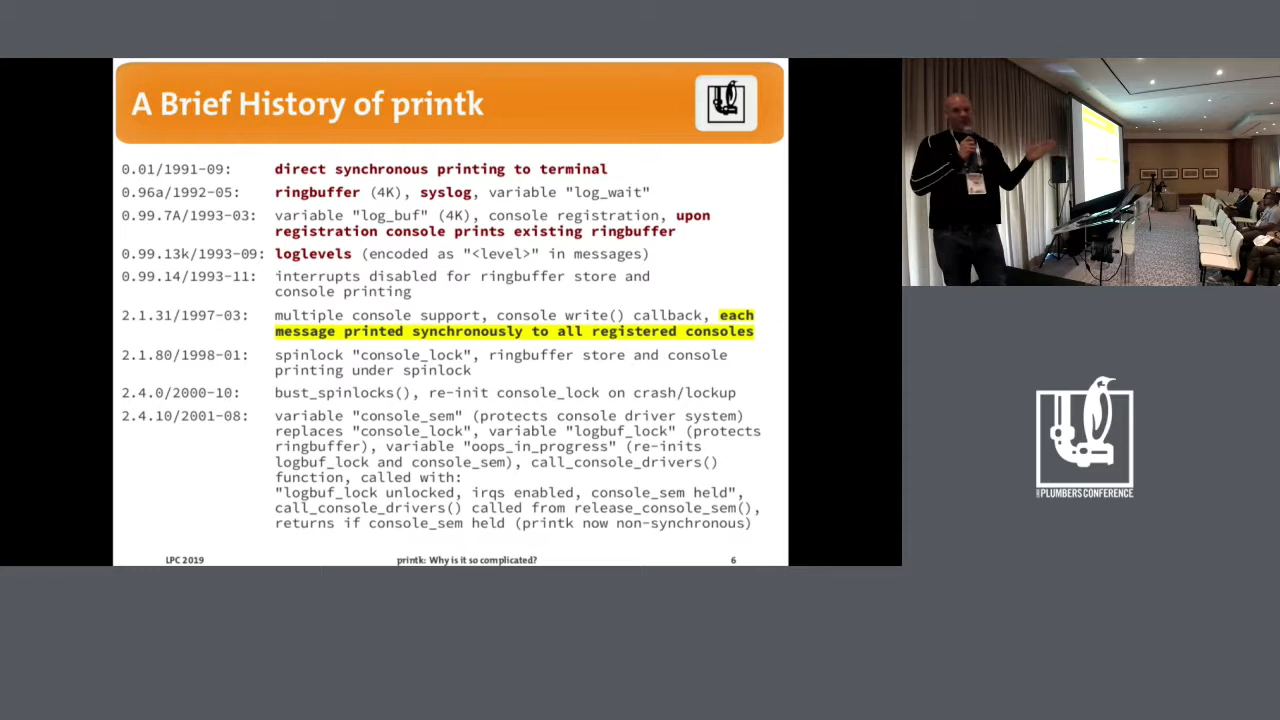 A Brief History of printk
0.01/1991-09: direct synchronous printing to terminal
0.96a/1992-05: ringbuffer (4K), syslog, variable "log_wait"
0.99.7A/1993-03: variable "log_buf" (4K), console registration, upon
registration console prints existing ringbuffer
0.99.13k/1993-09: loglevels (encoded as "<level>" in messages)
0.99.14/1993-11: interrupts disabled for ringbuffer store and
console printing
2.1.31/1997-03: multiple console support, console write() callback, each
message printed synchronously to all registered consoles
2.1.80/1998-01: spinlock "console_lock", ringbuffer store and console
printing under spinlock
2.4.0/2000-10: bust_spinlocks(), re-init console_lock on crash/lockup
2.4.10/2001-08: variable "console_sem" (protects console driver system)
replaces "console_lock", variable "logbuf_lock" (protects
ringbuffer), variable "oops_in_progress" (re-inits
logbuf_lock and console_sem), call_console_drivers()
function, called with:
"logbuf_lock unlocked, irqs enabled, console_sem held",
call_console_drivers() called from release_console_sem(),
returns if console_sem held (printk now non-synchronous)
LPC 2019 printk: Why is it so complicated? 6
PLUMBERS CONFERENCE